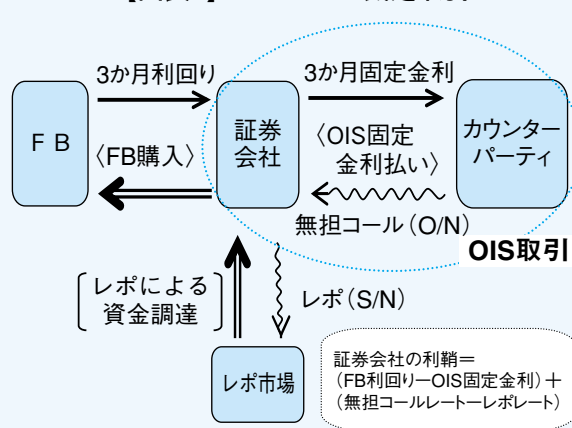 3か月利回り
3か月固定金利
FB
証券
会社
カウンター
パーティ
〈FB購入〉
〈OIS固定
金利払い〉
無担コール(O/N)
OIS取引
レポによる
資金調達
レポ(S/N)
レポ市場
証券会社の利鞘=
(FB利回りーOIS固定金利)+
(無担コールレートーレポレート)